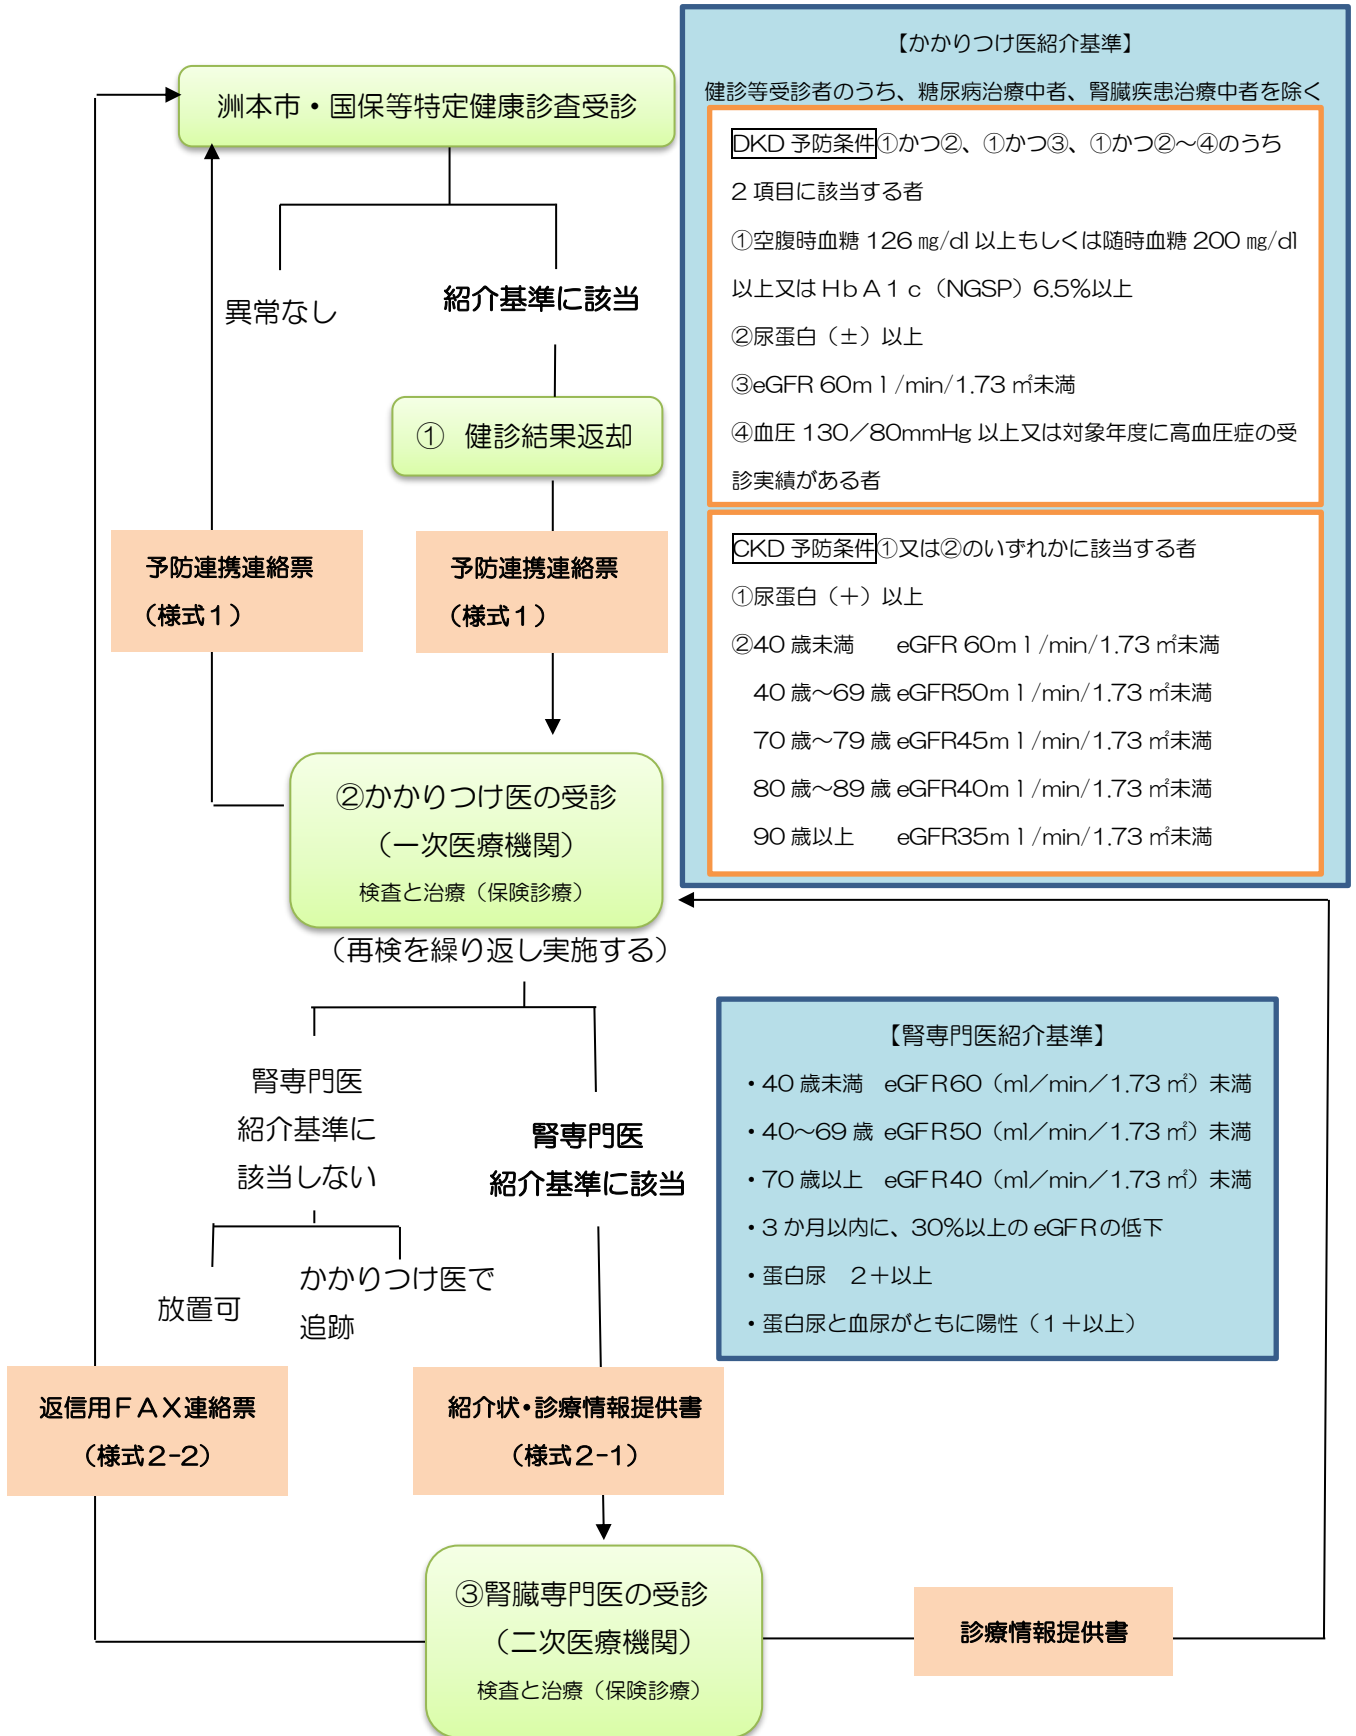 洲本市・国保等特定健康診査受診
異常なし
紹介基準に該当
① 健診結果返却
予防連携連絡票
（様式１）
予防連携連絡票
（様式１）
②かかりつけ医の受診
（一次医療機関）
検査と治療（保険診療）
（再検を繰り返し実施する）
腎専門医
紹介基準に
該当しない
腎専門医
紹介基準に該当
放置可
かかりつけ医で
追跡
返信用ＦＡＸ連絡票
（様式２-２）
紹介状・診療情報提供書
（様式２-１）
③腎臓専門医の受診
（二次医療機関）
検査と治療（保険診療）
診療情報提供書
【かかりつけ医紹介基準】
健診等受診者のうち、糖尿病治療中者、腎臓疾患治療中者を除く
DKD 予防条件①かつ②、①かつ③、①かつ②～④のうち
２項目に該当する者
①空腹時血糖 126 ㎎/dl 以上もしくは随時血糖 200 ㎎/dl
以上又はＨｂＡ１ｃ（NGSP）6.5%以上
②尿蛋白（±）以上
③eGFR 60mｌ/min/1.73 ㎡未満
④血圧 130／80mmHg 以上又は対象年度に高血圧症の受
診実績がある者
CKD 予防条件①又は②のいずれかに該当する者
①尿蛋白（＋）以上
②40 歳未満 eGFR 60mｌ/min/1.73 ㎡未満
40 歳～69 歳 eGFR50mｌ/min/1.73 ㎡未満
70 歳～79 歳 eGFR45mｌ/min/1.73 ㎡未満
80 歳～89 歳 eGFR40mｌ/min/1.73 ㎡未満
90 歳以上 eGFR35mｌ/min/1.73 ㎡未満
【腎専門医紹介基準】
・40 歳未満 eGFR60（ml／min／1.73 ㎡）未満
・40～69 歳 eGFR50（ml／min／1.73 ㎡）未満
・70 歳以上 eGFR40（ml／min／1.73 ㎡）未満
・３か月以内に、30%以上の eGFRの低下
・蛋白尿 ２＋以上
・蛋白尿と血尿がともに陽性（１＋以上）